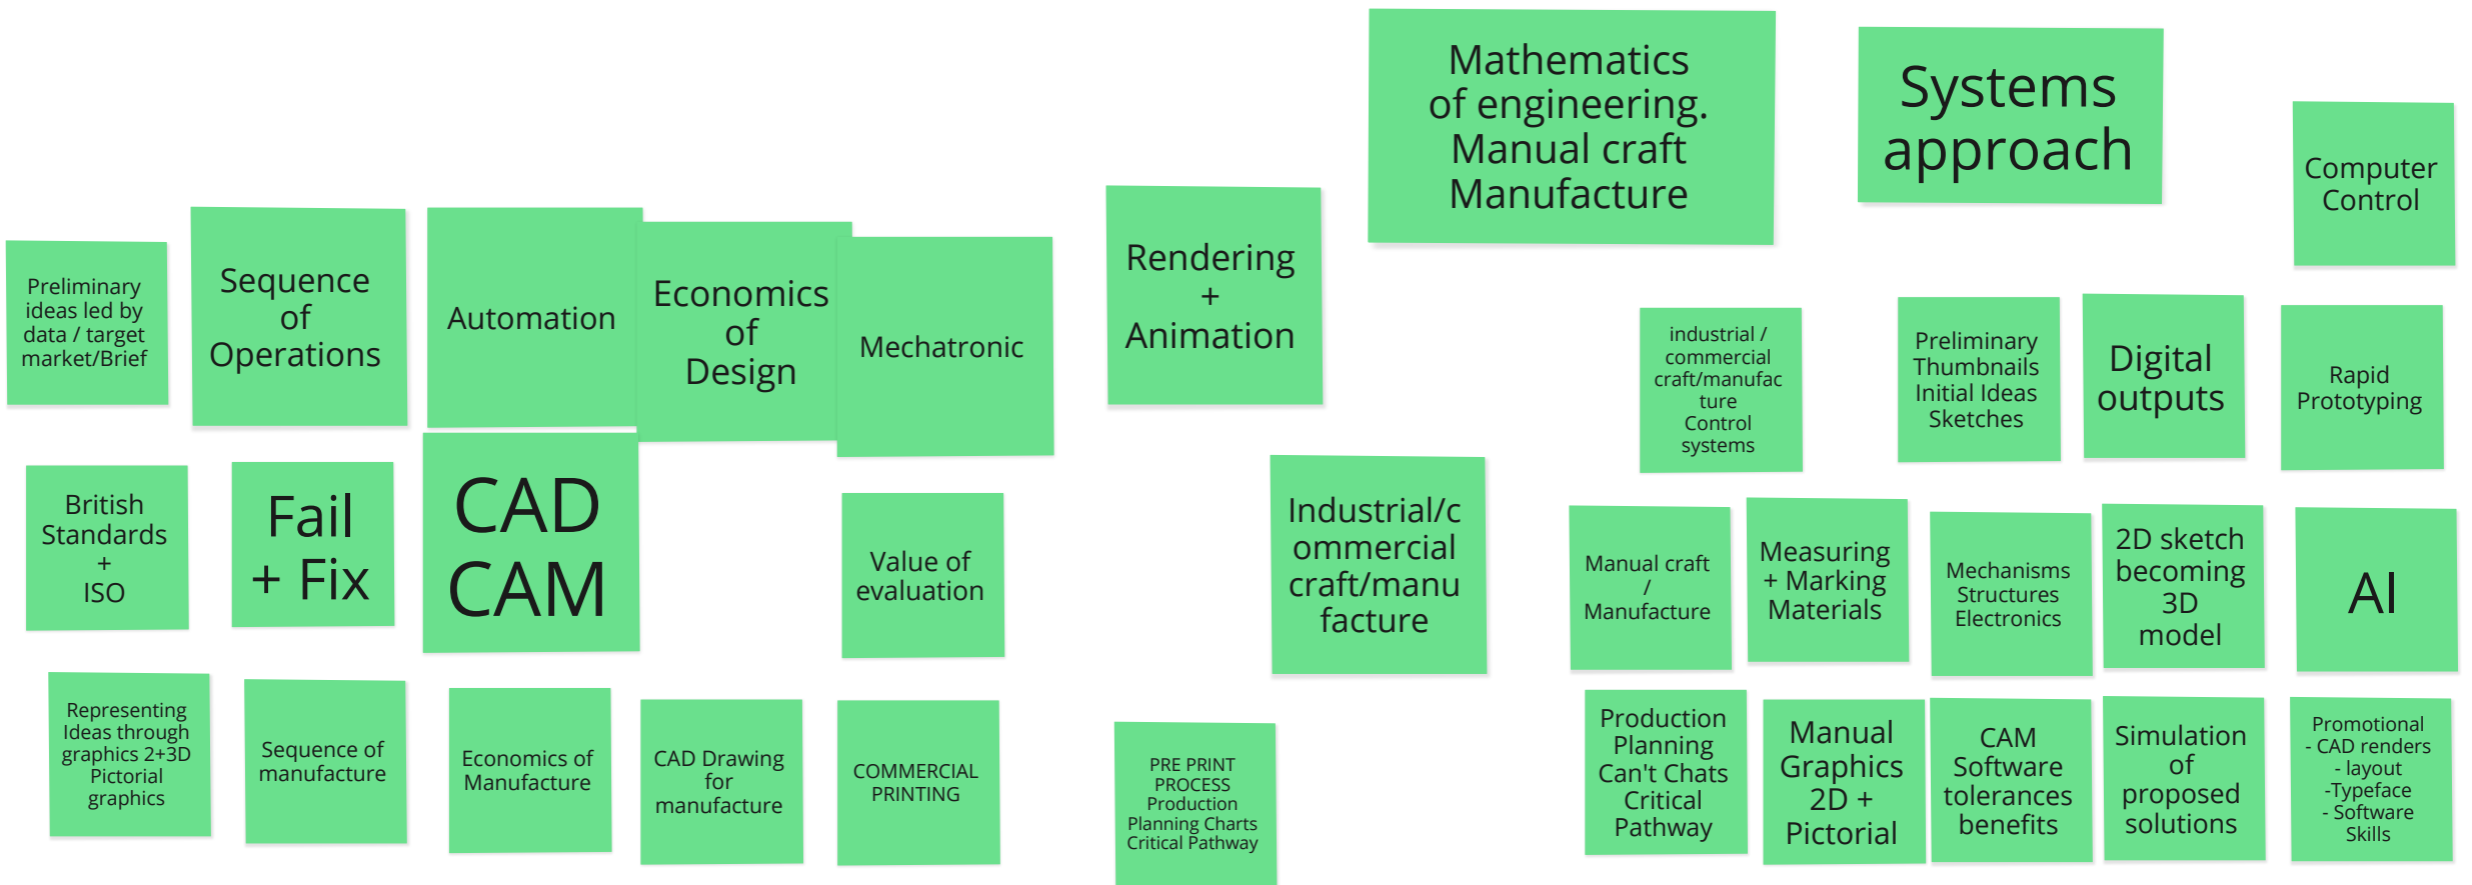 Mathematics
of engineering.
Manual craft
Manufacture
Systems
approach
Computer
Control
Preliminary
ideas led by
data / target
market/Brief
Sequence
of
Operations
Automation
Economics
of
Design
Mechatronic
Rendering
+
Animation
industrial /
commercial
craft/manufac
ture
Control
systems
Preliminary
Thumbnails
Initial Ideas
Sketches
Digital
outputs
Rapid
Prototyping
British
Standards
+
ISO
Fail
+ Fix
CAD
CAM
Value of
evaluation
Industrial/c
ommercial
craft/manu
facture
Manual craft
/
Manufacture
Measuring
+ Marking
Materials
Mechanisms
Structures
Electronics
2D sketch
becoming
3D
model
AI
Representing
Ideas through
graphics 2+3D
Pictorial
graphics
Sequence of
manufacture
Economics of
Manufacture
CAD Drawing
for
manufacture
COMMERCIAL
PRINTING
PRE PRINT
PROCESS
Production
Planning Charts
Critical Pathway
Production
Planning
Can't Chats
Critical
Pathway
Manual
Graphics
2D +
Pictorial
CAM
Software
tolerances
benefits
Simulation
of
proposed
solutions
Promotional
- CAD renders
- layout
-Typeface
- Software
Skills